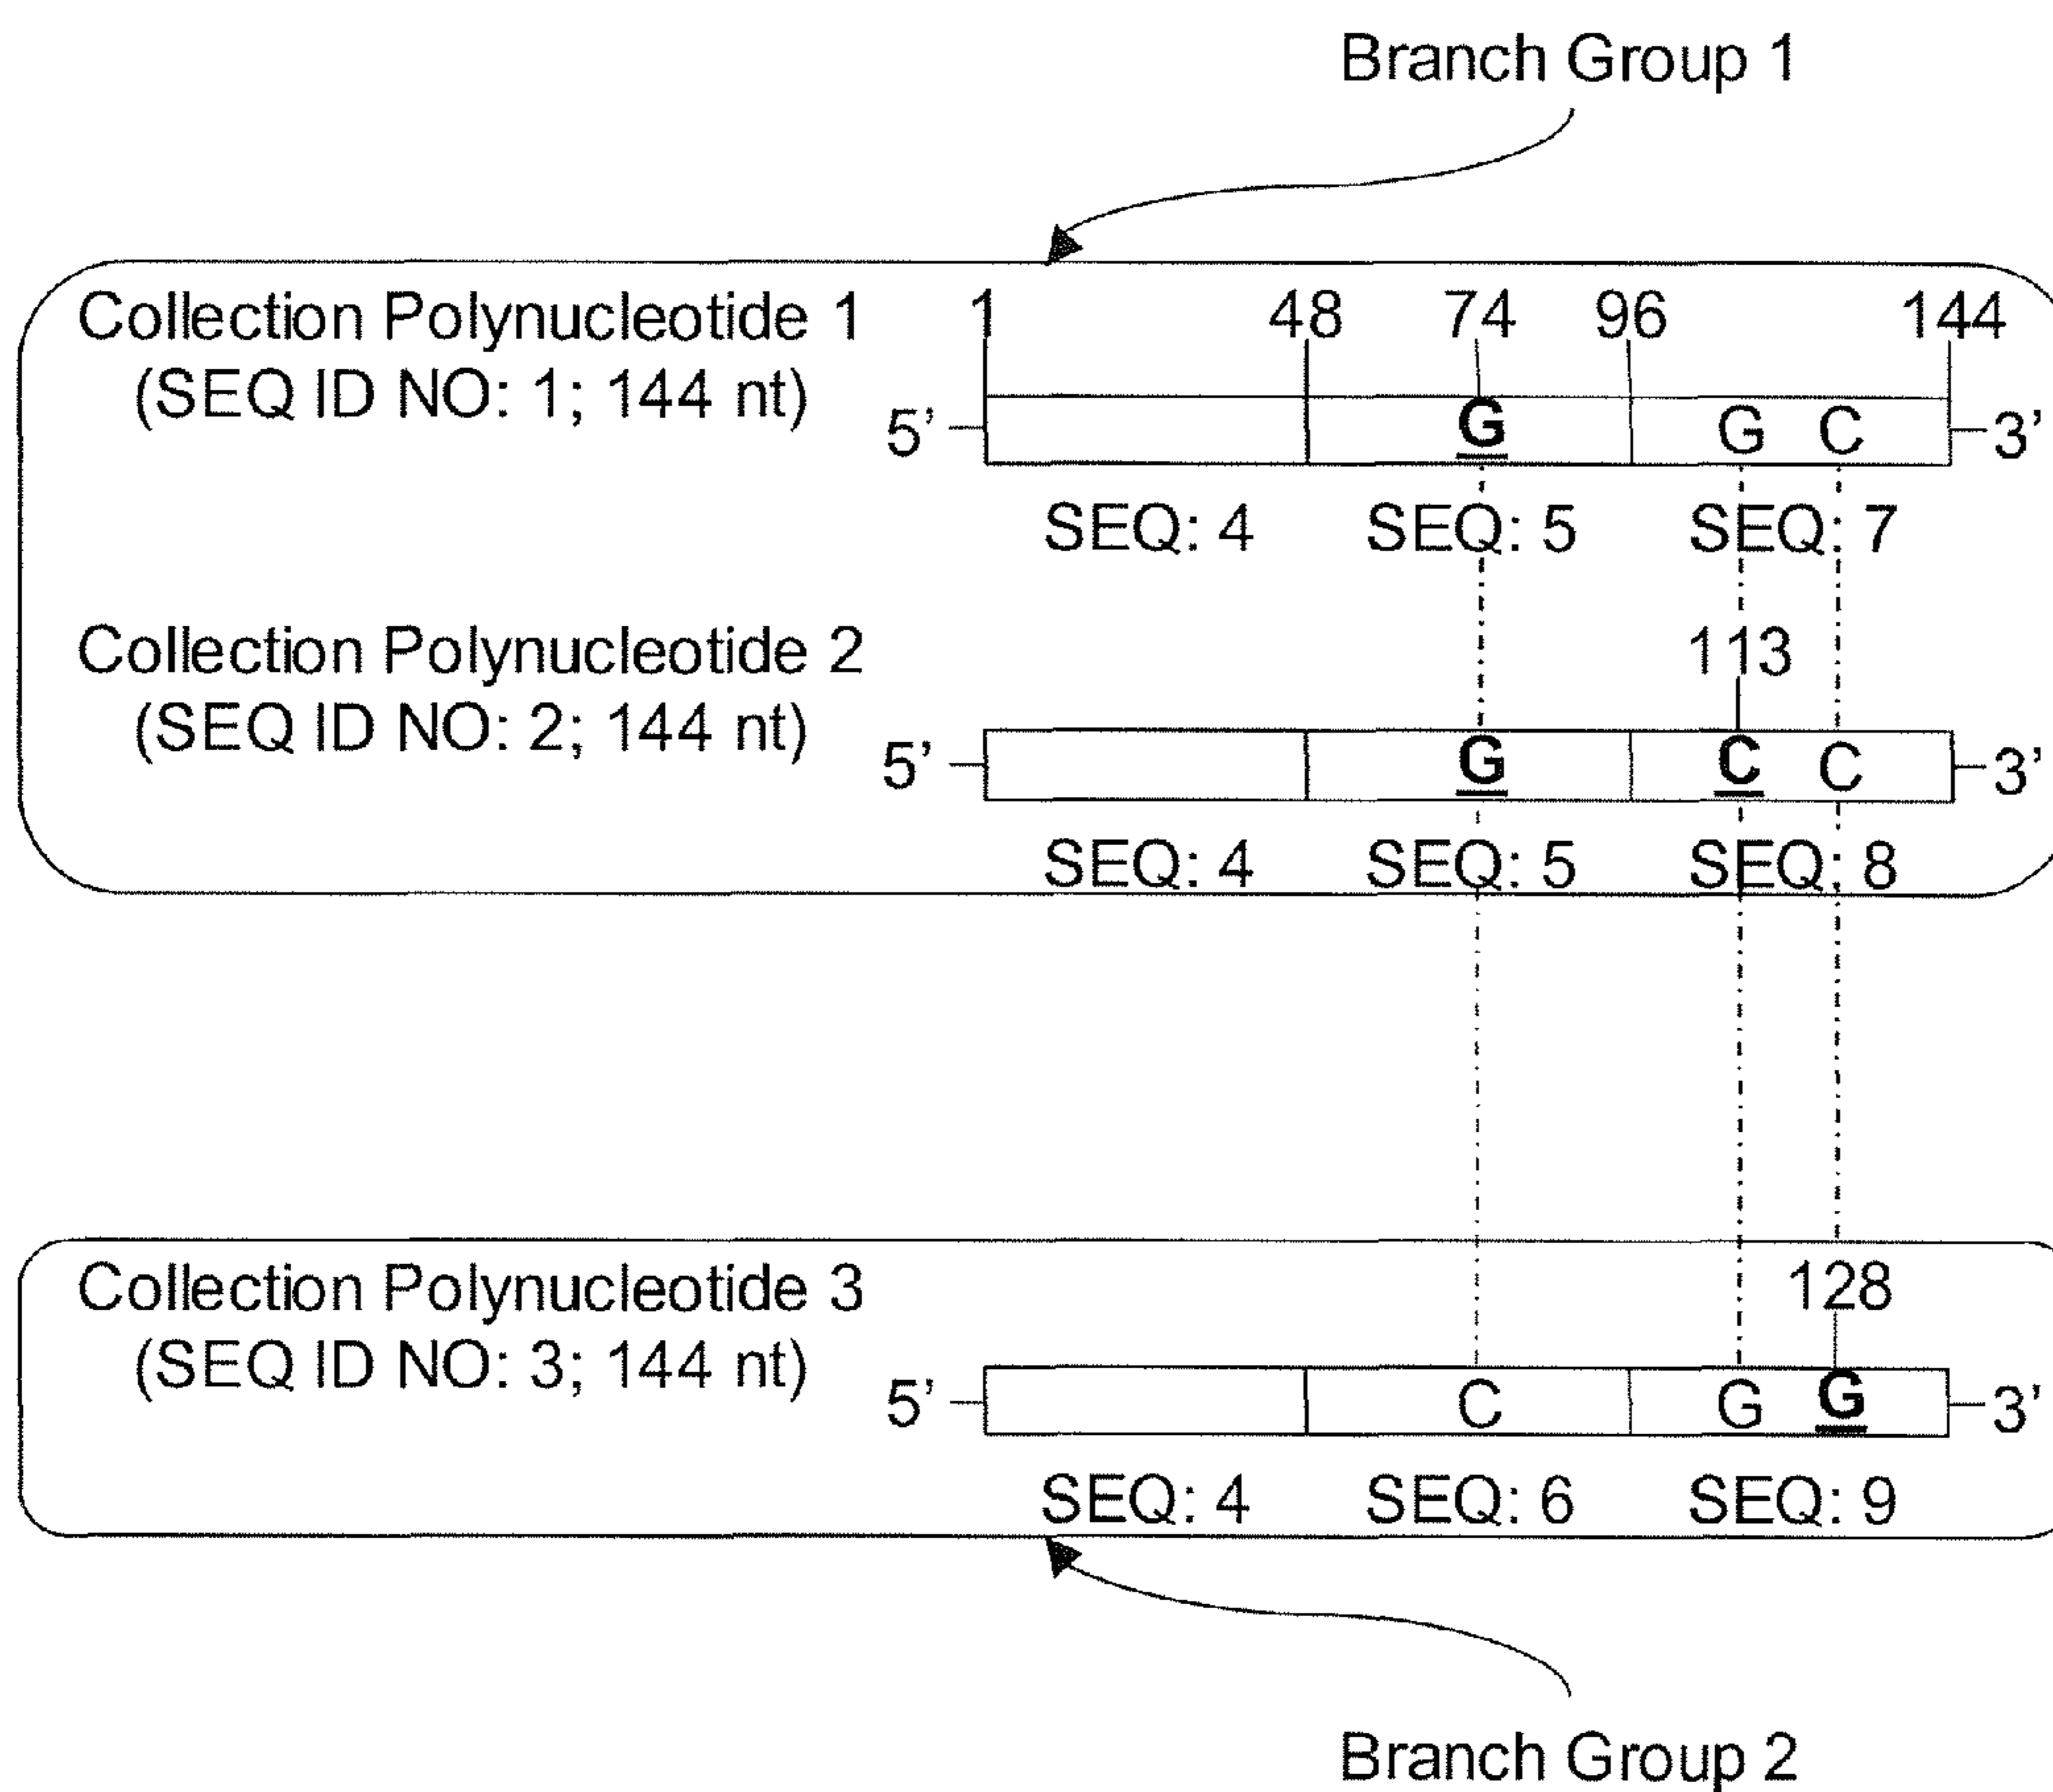 Branch Group 1
Collection Polynucleotide 1
(SEQ ID NO: 1; 144 nt)
1 48 74 96 144
5’ G G C 3’
SEQ: 4 SEQ: 5 SEQ: 7
Collection Polynucleotide 2
(SEQ ID NO: 2; 144 nt)
113
5’ G C C 3’
SEQ: 4 SEQ: 5 SEQ: 8
Collection Polynucleotide 3
(SEQ ID NO: 3; 144 nt)
128
5’ C G G 3’
SEQ: 4 SEQ: 6 SEQ: 9
Branch Group 2